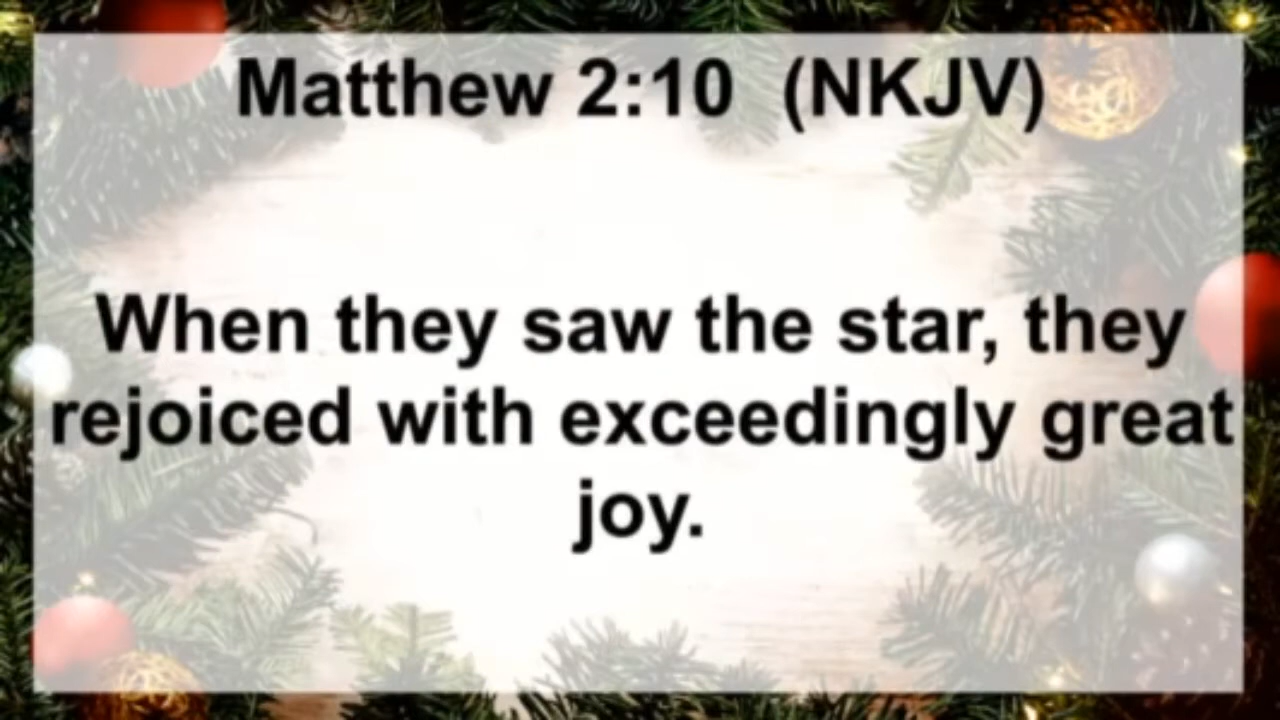 Matthew 2:10 (NKJV)
When they saw the star, they
rejoiced with exceedingly great
joy.